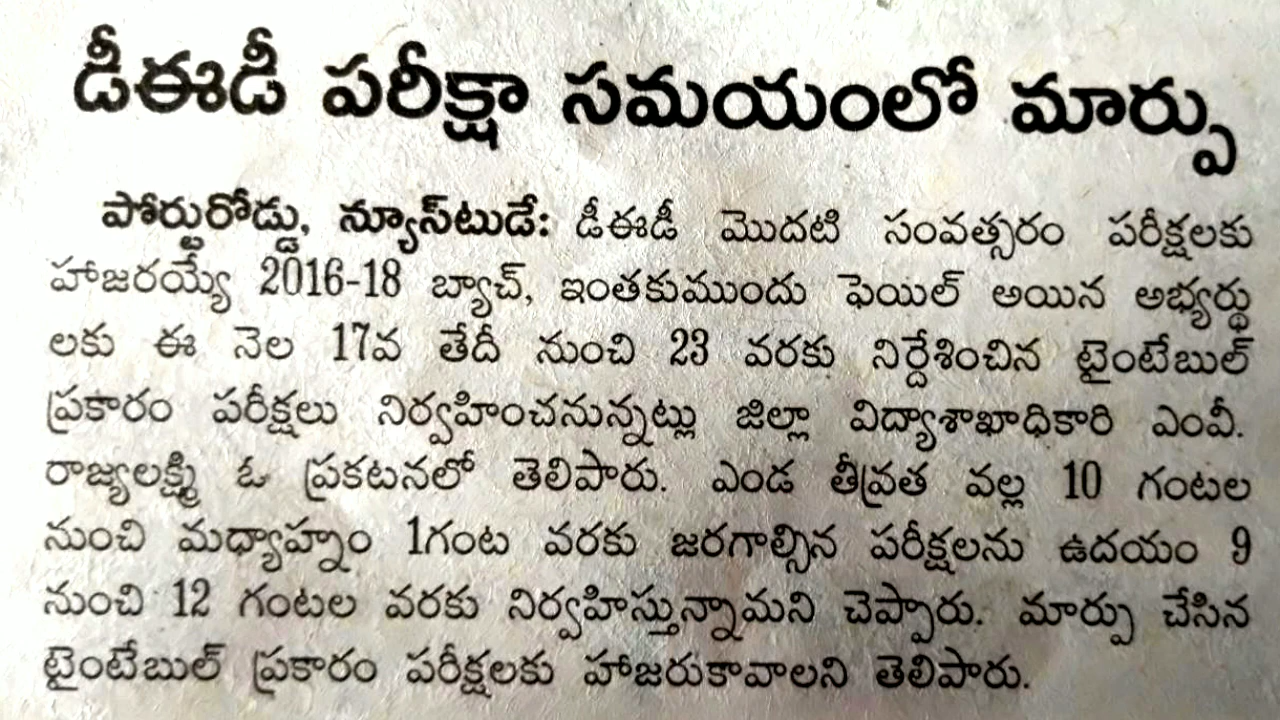 డీఈడీ పరీక్షా సమయంలో మార్పు
పోర్టురోడ్డు, న్యూస్‌టుడే: డీఈడీ మొదటి సంవత్సరం పరీక్షలకు
హాజరయ్యే 2016-18 బ్యాచ్, ఇంతకుముందు ఫెయిల్ అయిన అభ్యర్థు
లకు ఈ నెల 17వ తేదీ నుంచి 23 వరకు నిర్దేశించిన టైంటేబుల్
ప్రకారం పరీక్షలు నిర్వహించనున్నట్లు జిల్లా విద్యాశాఖాధికారి ఎంవీ.
రాజ్యలక్ష్మి ఓ ప్రకటనలో తెలిపారు. ఎండ తీవ్రత వల్ల 10 గంటల
నుంచి మధ్యాహ్నం 1గంట వరకు జరగాల్సిన పరీక్షలను ఉదయం 9
నుంచి 12 గంటల వరకు నిర్వహిస్తున్నామని చెప్పారు. మార్పు చేసిన
టైంటేబుల్ ప్రకారం పరీక్షలకు హాజరుకావాలని తెలిపారు.